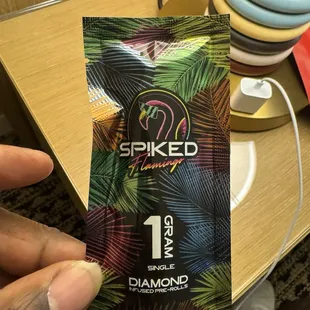 SP!KED
Flamingo
1
GRAM
SINGLE
DIAMOND
INFUSED PRE-ROLLS